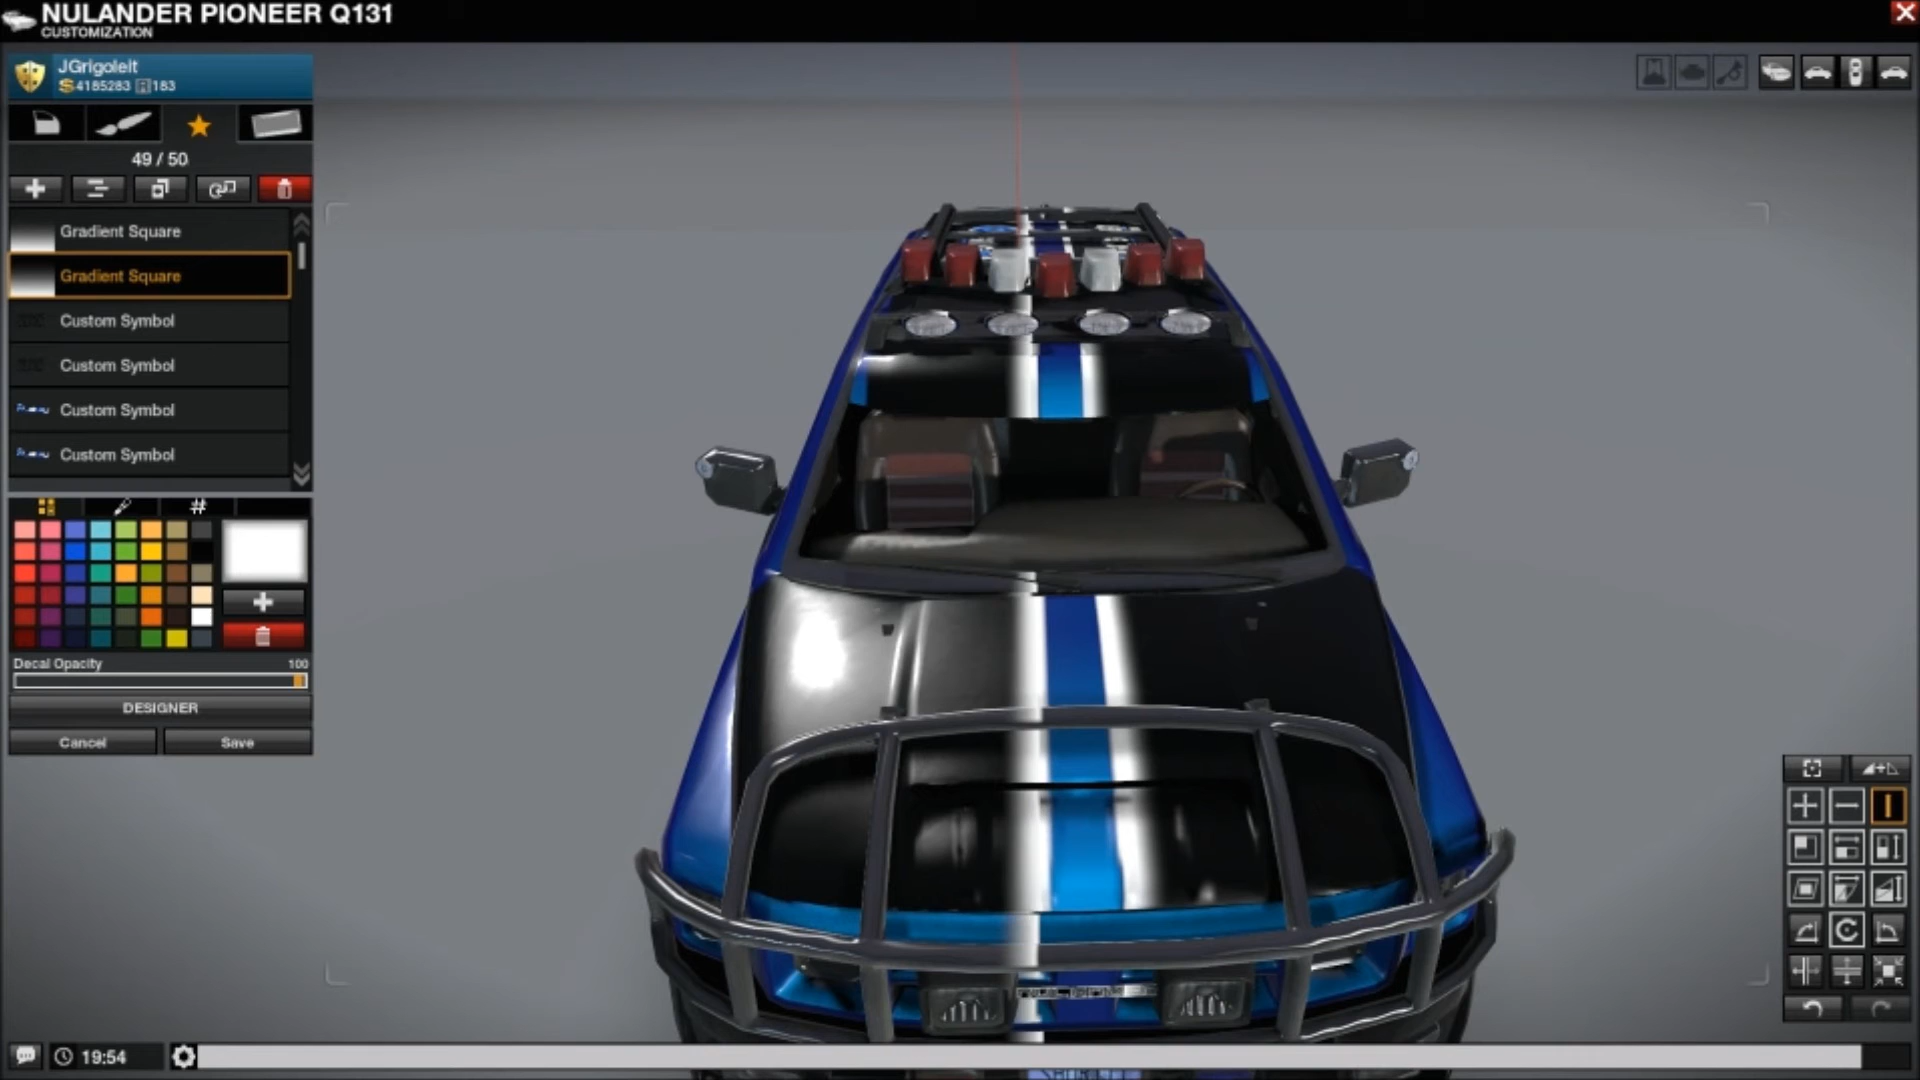 NULANDER PIONEER Q131
CUSTOMIZATION
JGrigoleit
$4185283 183
49 / 50
Gradient Square
Gradient Square
Custom Symbol
Custom Symbol
Custom Symbol
Custom Symbol
#
Decal Opacity 100
DESIGNER
Cancel Save
19:54